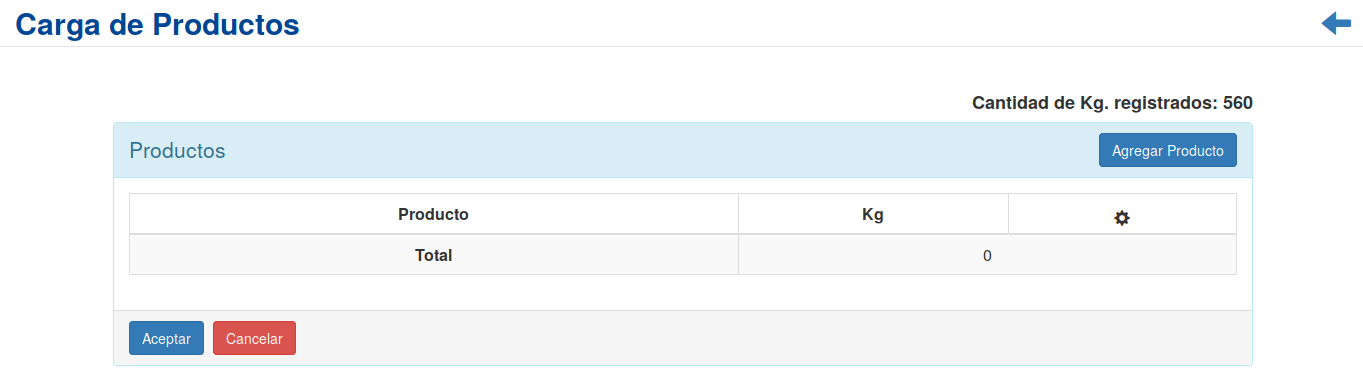 Carga de Productos
Cantidad de Kg. registrados: 560
Productos
Agregar Producto
Producto Kg
Total 0
Aceptar Cancelar